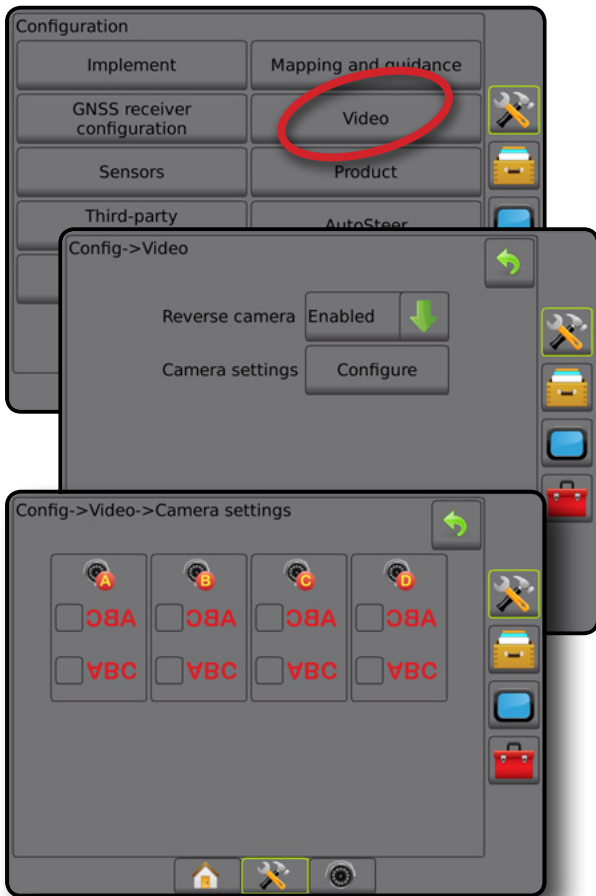 Configuration
Implement
Mapping and guidance
GNSS receiver
configuration
Video
Sensors
Product
Third-party
AutoSteer
Config->Video
Reverse camera
Enabled
Camera settings
Configure
Config->Video->Camera settings
A
B
C
D
ABC
ABC
ABC
ABC
ABC
ABC
ABC
ABC